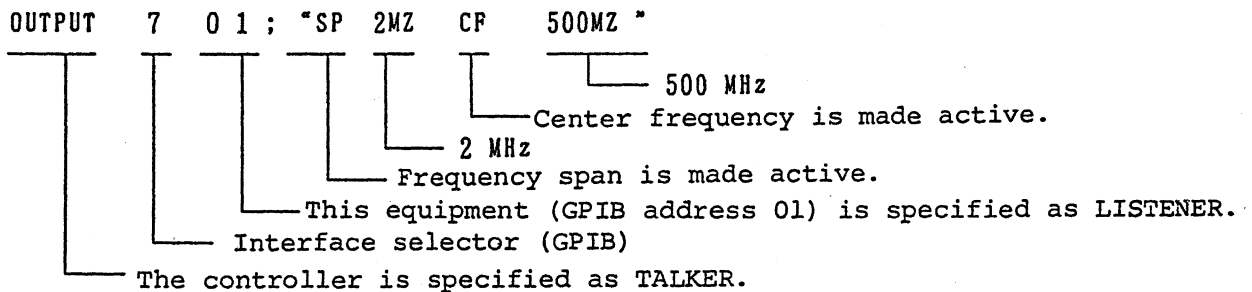 OUTPUT 7 0 1 ; "SP 2MZ CF 500MZ "
500 MHz
Center frequency is made active.
2 MHz
Frequency span is made active.
This equipment (GPIB address 01) is specified as LISTENER.
Interface selector (GPIB)
The controller is specified as TALKER.